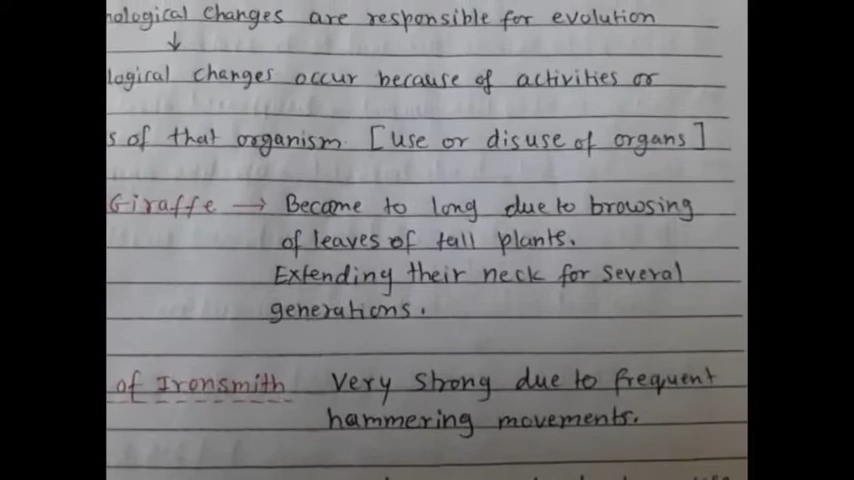 ological changes are responsible for evolution
↓
logical changes occur because of activities or
s of that organism. [use or disuse of organs]
Giraffe → Became to long due to browsing
of leaves of tall plants.
Extending their neck for several
generations.
of Ironsmith Very strong due to frequent
hammering movements.